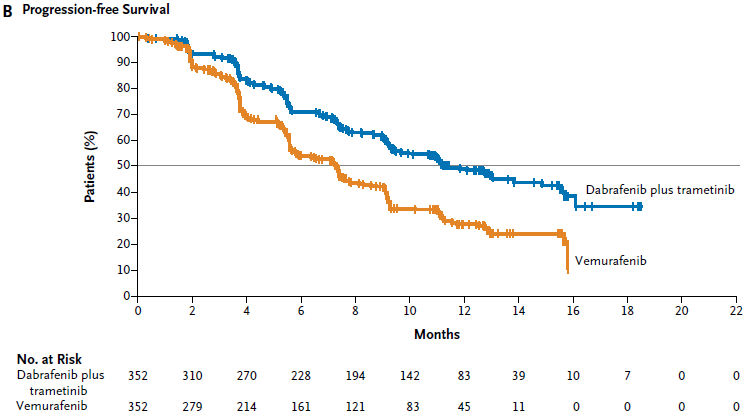 B Progression-free Survival
100
90
80
70
60
50
40
30
20
10
0
Patients (%)
Dabrafenib plus trametinib
Vemurafenib
0 2 4 6 8 10 12 14 16 18 20 22
Months
No. at Risk
Dabrafenib plus
trametinib
352 310 270 228 194 142 83 39 10 7 0 0
Vemurafenib 352 279 214 161 121 83 45 11 0 0 0 0